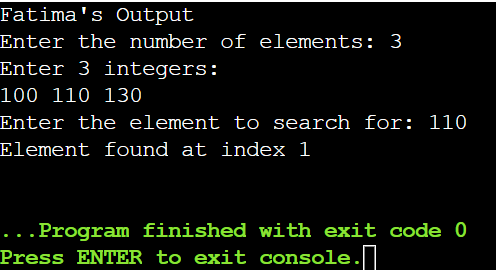 Fatima's Output
Enter the number of elements: 3
Enter 3 integers:
100 110 130
Enter the element to search for: 110
Element found at index 1
...Program finished with exit code 0
Press ENTER to exit console.